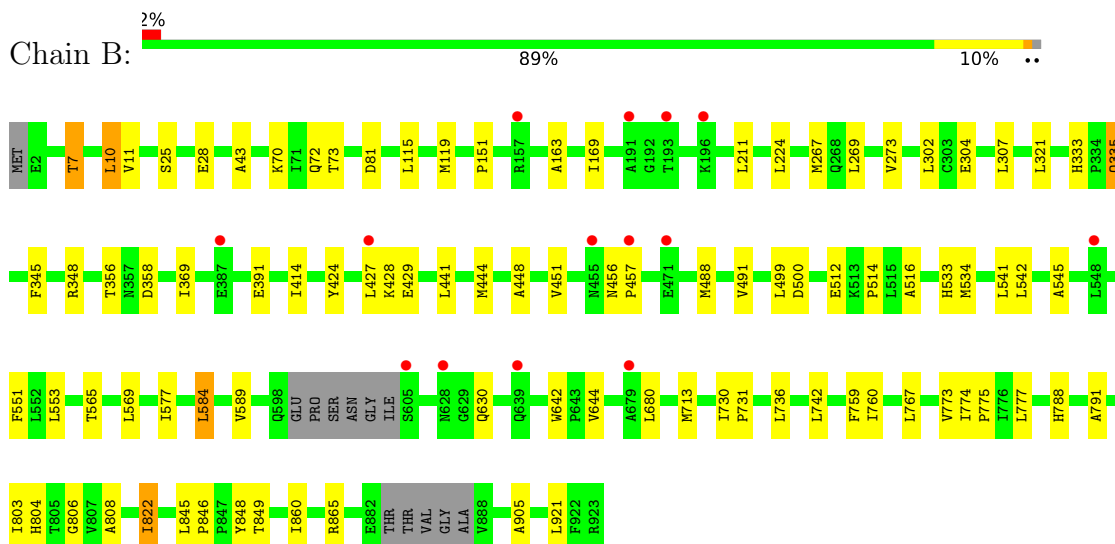 2%
Chain B:
89% 10% ••
MET E2 T7 L10 V11 S25 E28 A43 K70 I71 Q72 T73 D81 L115 M119 P151 R157 A163 I169 A191 G192 T193 K196 L211 L224 M267 Q268 L269 V273 L302 C303 E304 L307 L321 H333 P334 Q335
F345 R348 T356 N357 D358 I369 E387 E391 I414 Y424 L427 K428 E429 L441 M444 A448 V451 N455 N456 P457 E471 M488 V491 L499 D500 E512 K513 P514 L515 A516 H533 M534 L541 L542 A545 L548
F551 L552 L553 T565 L569 I577 L584 V589 Q598 GLU PRO SER ASN GLY ILE S605 N628 G629 Q630 Q639 W642 P643 V644 A679 L680 M713 I730 P731 L736 L742 F759 I760 L767 V773 I774 P775 I776 L777 H788 A791
I803 H804 T805 G806 V807 A808 I822 L845 P846 P847 Y848 T849 I860 R865 E882 THR THR VAL GLY ALA V888 A905 L921 F922 R923